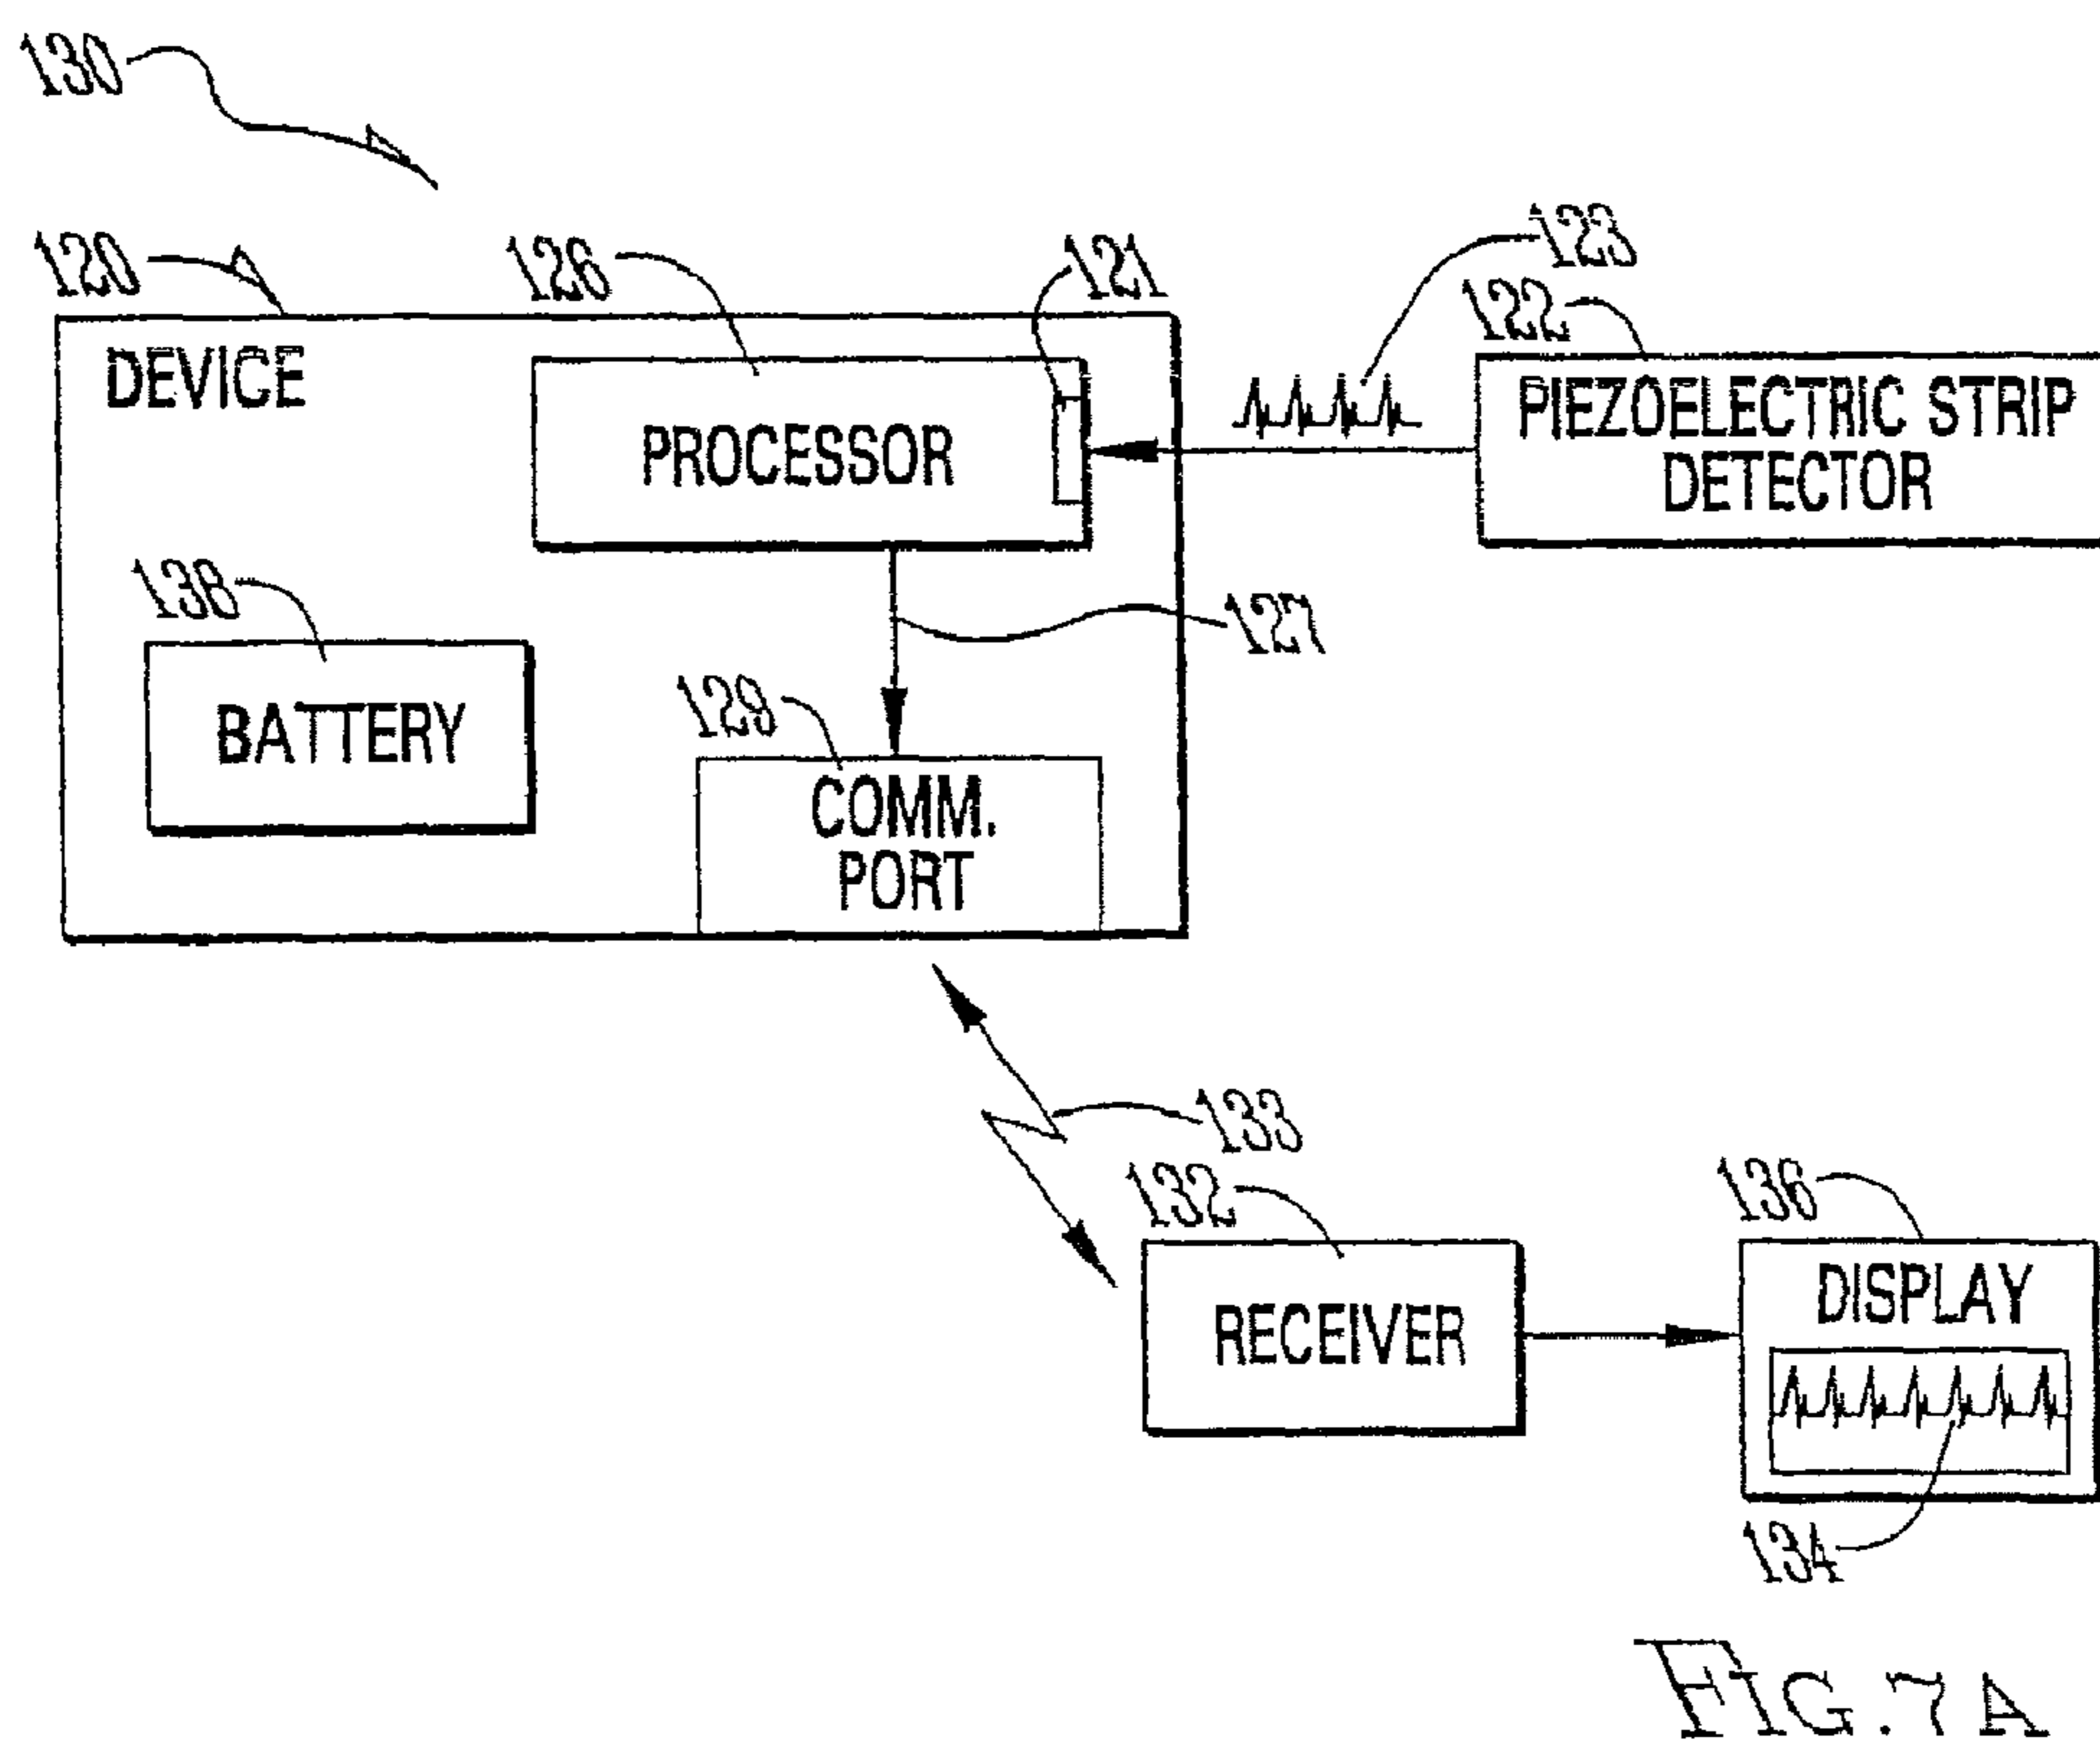 130
120
126
121
123
122
DEVICE
PROCESSOR
PIEZOELECTRIC STRIP
DETECTOR
138
127
BATTERY
129
COMM.
PORT
133
132
136
RECEIVER
DISPLAY
134
FIG. 7A